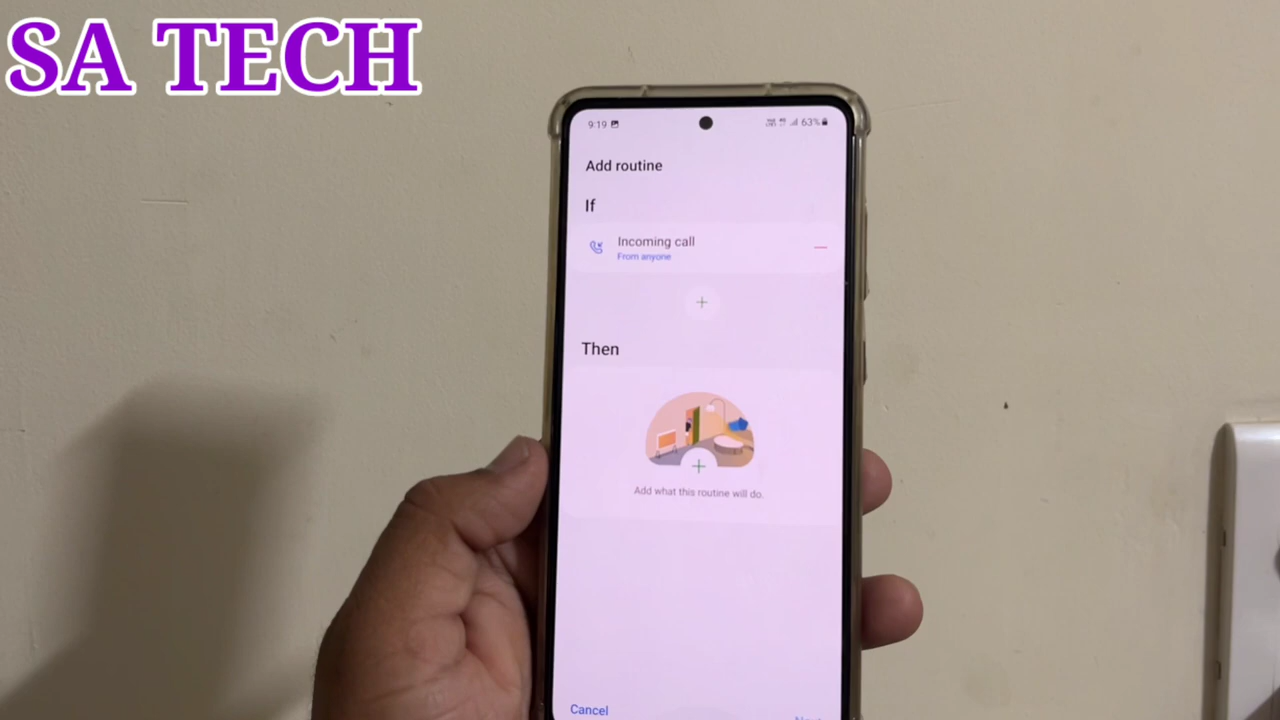 SA TECH
9:19
63%
Add routine
If
Incoming call
From anyone
Then
Add what this routine will do.
Cancel